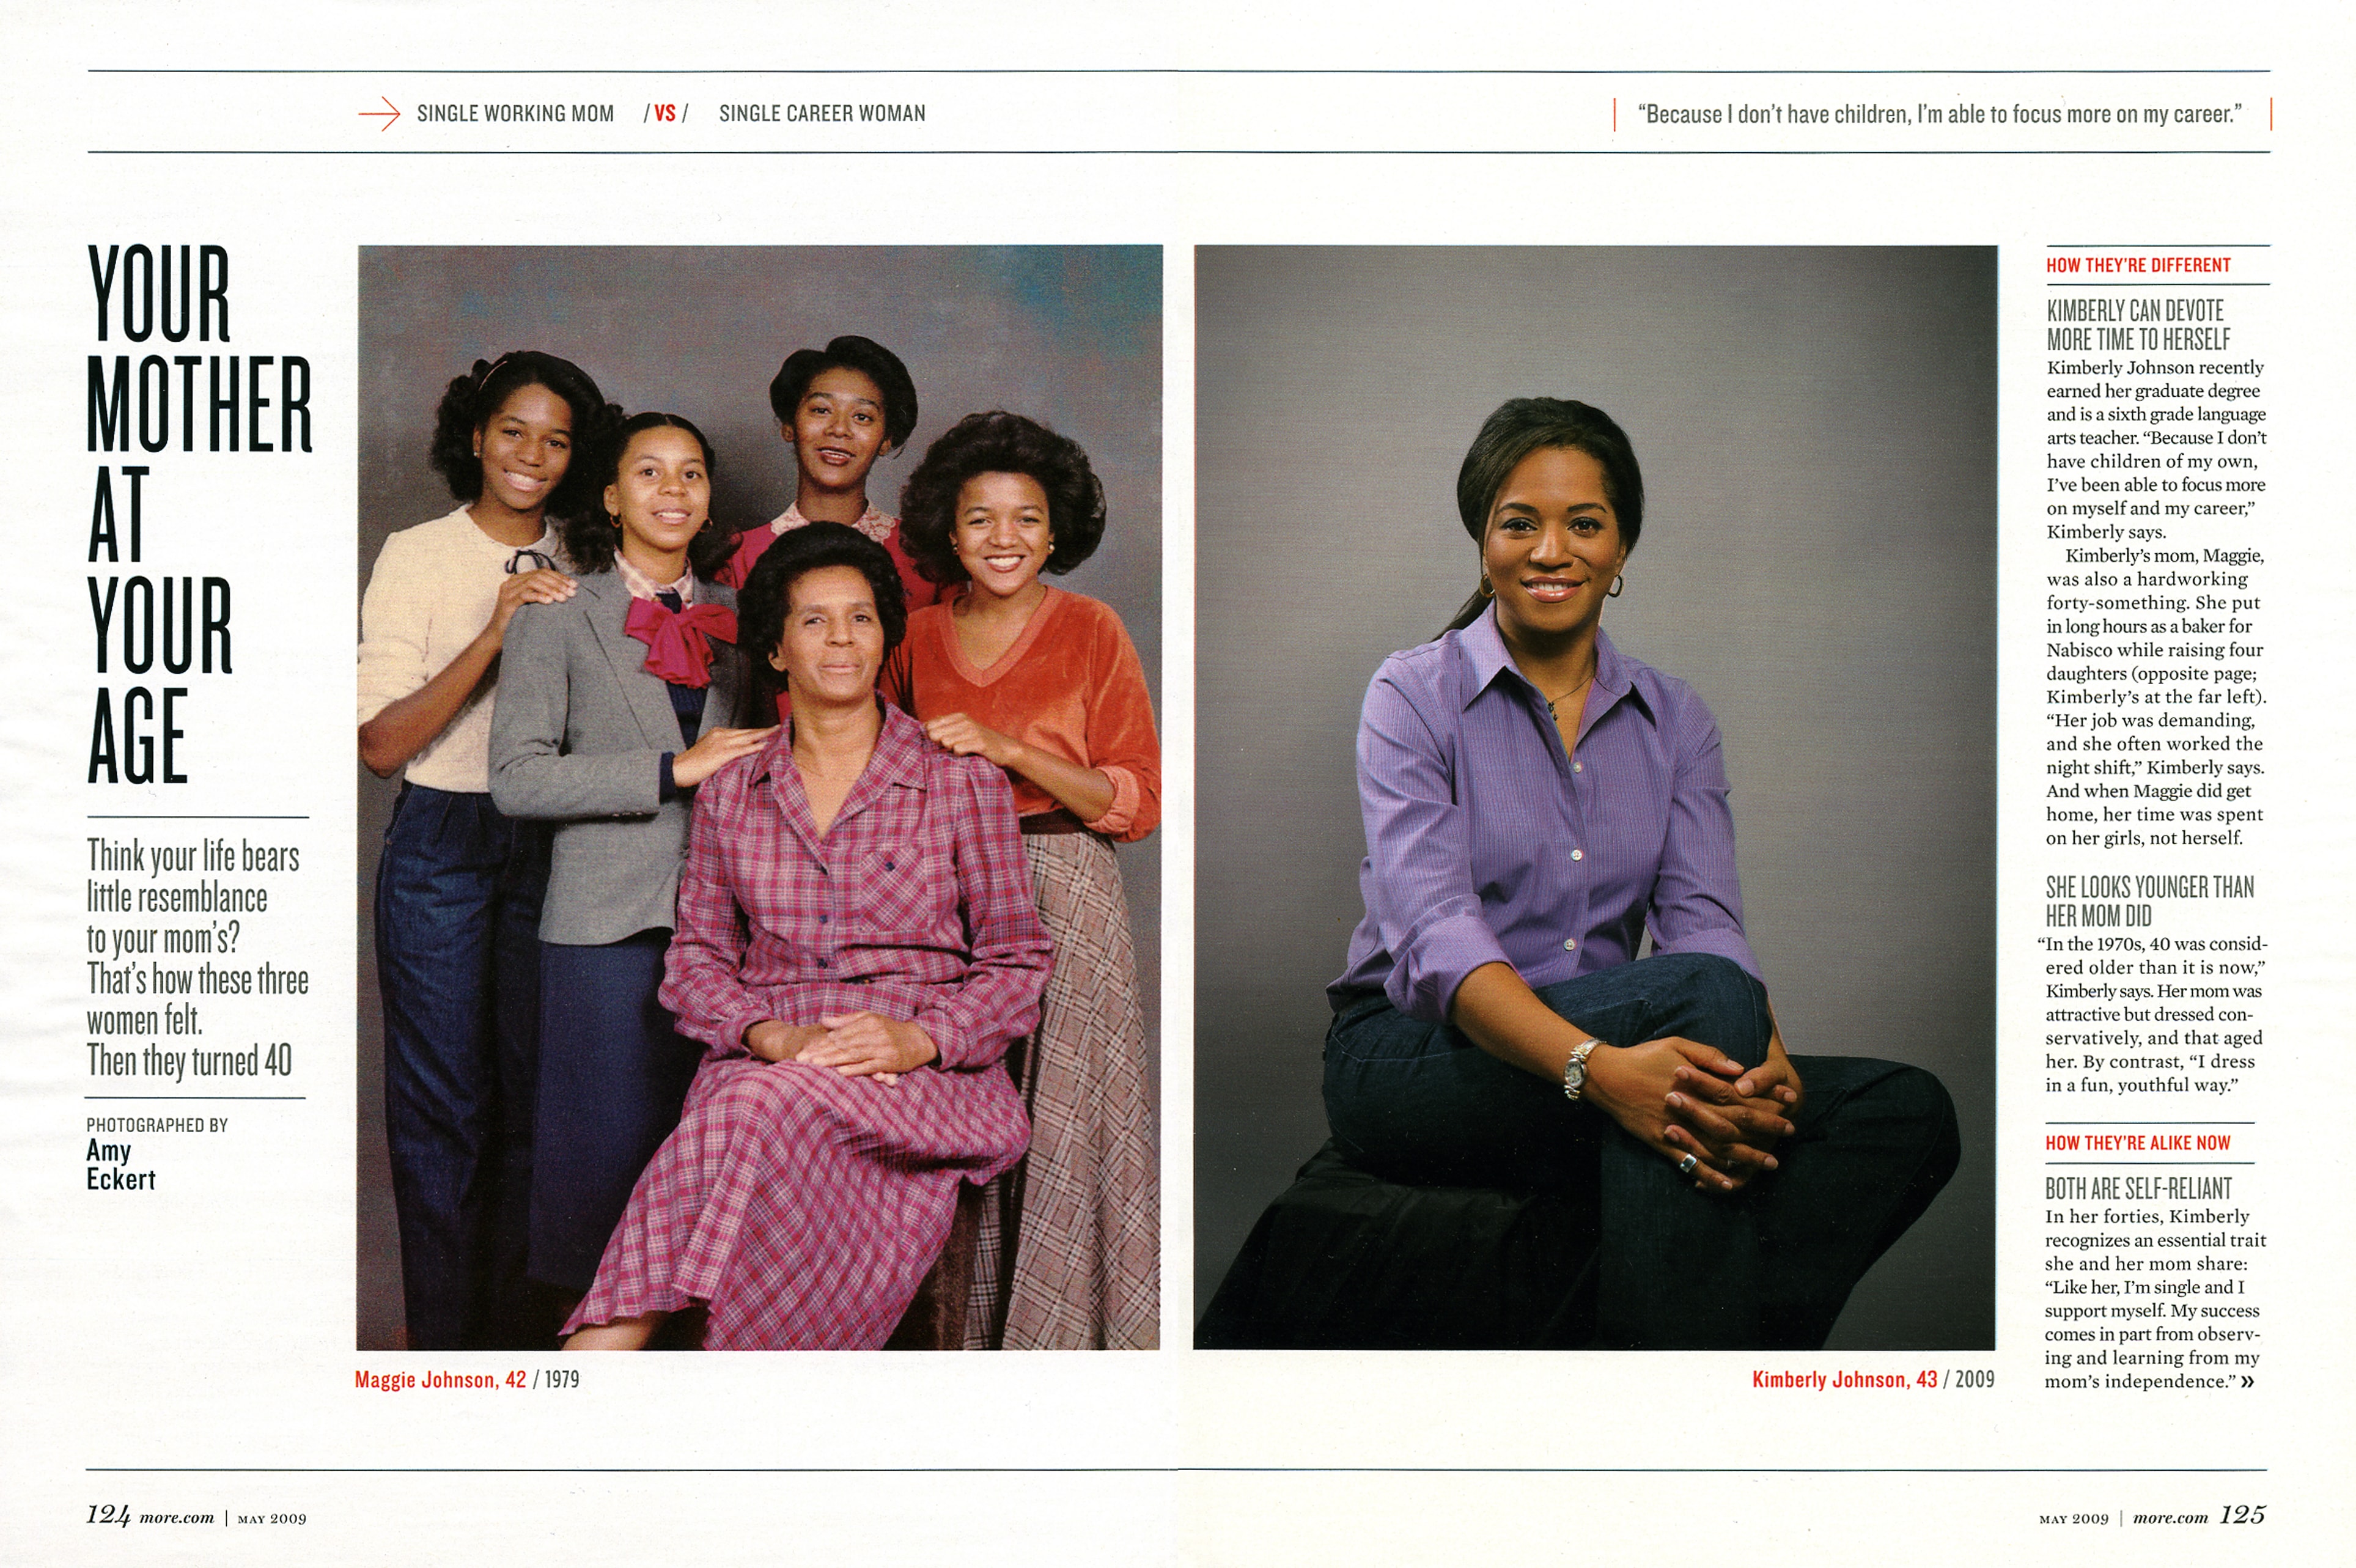 SINGLE WORKING MOM / VS / SINGLE CAREER WOMAN
“Because I don’t have children, I’m able to focus more on my career.”
YOUR
MOTHER
AT
YOUR
AGE
Think your life bears
little resemblance
to your mom’s?
That’s how these three
women felt.
Then they turned 40
PHOTOGRAPHED BY
Amy
Eckert
Maggie Johnson, 42 / 1979
Kimberly Johnson, 43 / 2009
HOW THEY’RE DIFFERENT
KIMBERLY CAN DEVOTE
MORE TIME TO HERSELF
Kimberly Johnson recently
earned her graduate degree
and is a sixth grade language
arts teacher. “Because I don’t
have children of my own,
I’ve been able to focus more
on myself and my career,”
Kimberly says.
Kimberly’s mom, Maggie,
was also a hardworking
forty-something. She put
in long hours as a baker for
Nabisco while raising four
daughters (opposite page;
Kimberly’s at the far left).
“Her job was demanding,
and she often worked the
night shift,” Kimberly says.
And when Maggie did get
home, her time was spent
on her girls, not herself.
SHE LOOKS YOUNGER THAN
HER MOM DID
“In the 1970s, 40 was consid-
ered older than it is now,”
Kimberly says. Her mom was
attractive but dressed con-
servatively, and that aged
her. By contrast, “I dress
in a fun, youthful way.”
HOW THEY’RE ALIKE NOW
BOTH ARE SELF-RELIANT
In her forties, Kimberly
recognizes an essential trait
she and her mom share:
“Like her, I’m single and I
support myself. My success
comes in part from observ-
ing and learning from my
mom’s independence.” »
124 more.com | MAY 2009
MAY 2009 | more.com 125